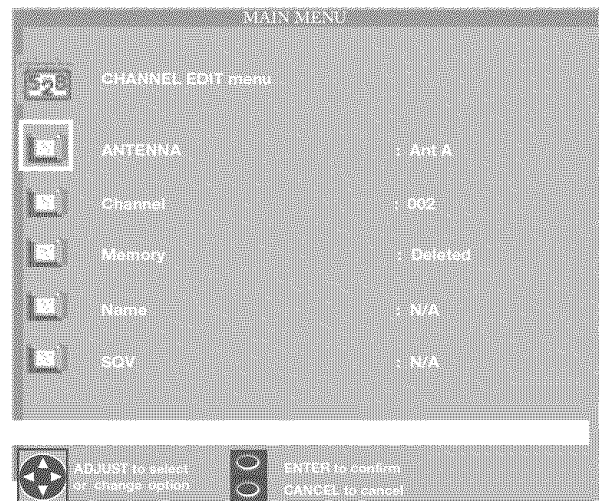 MAIN MENU
CHANNEL EDIT menu
ANTENNA : Ant A
Channel : 002
Memory : Deleted
Name : N/A
SQV : N/A
ADJUST to select
or change option
ENTER to confirm
CANCEL to cancel